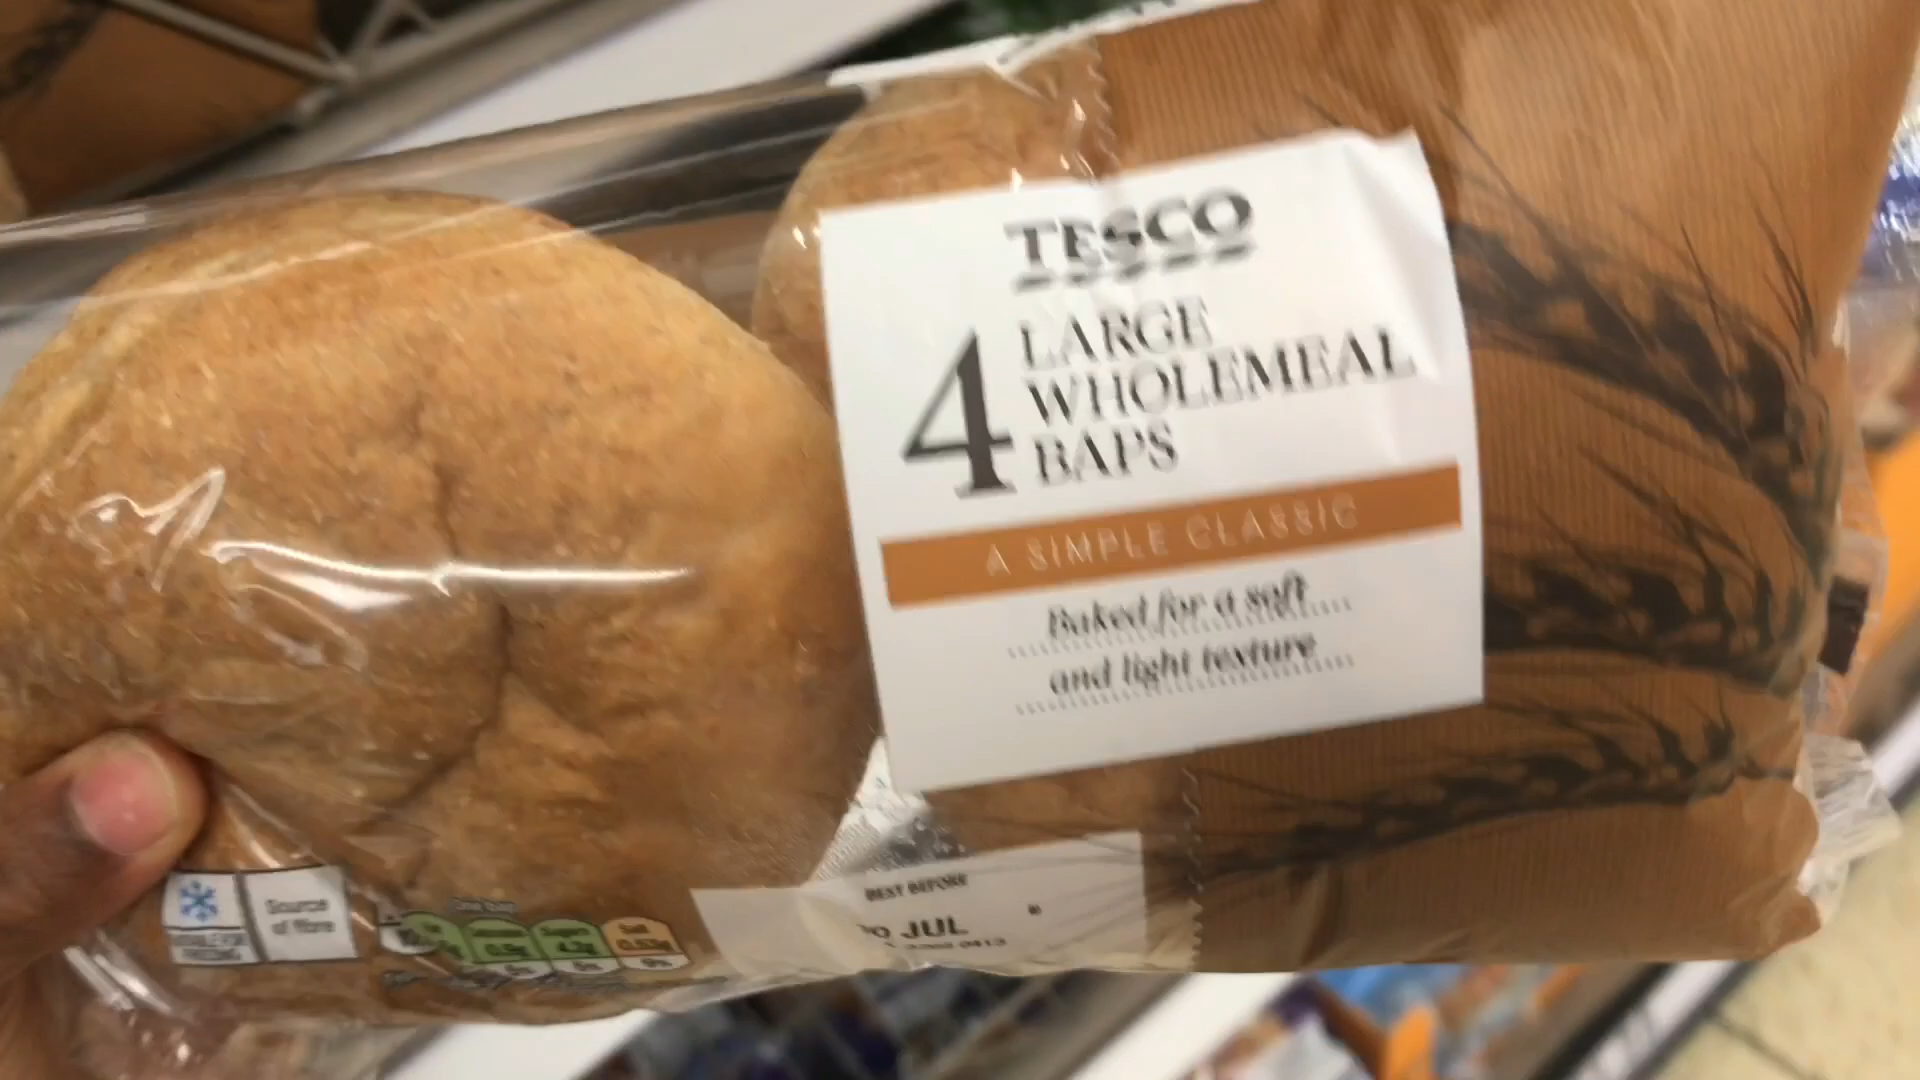 TESCO
4 LARGE
WHOLEMEAL
BAPS
A SIMPLE CLASSIC
Baked for a soft
and light texture
BEST BEFORE
JUL
Source
of fibre
FREEZING